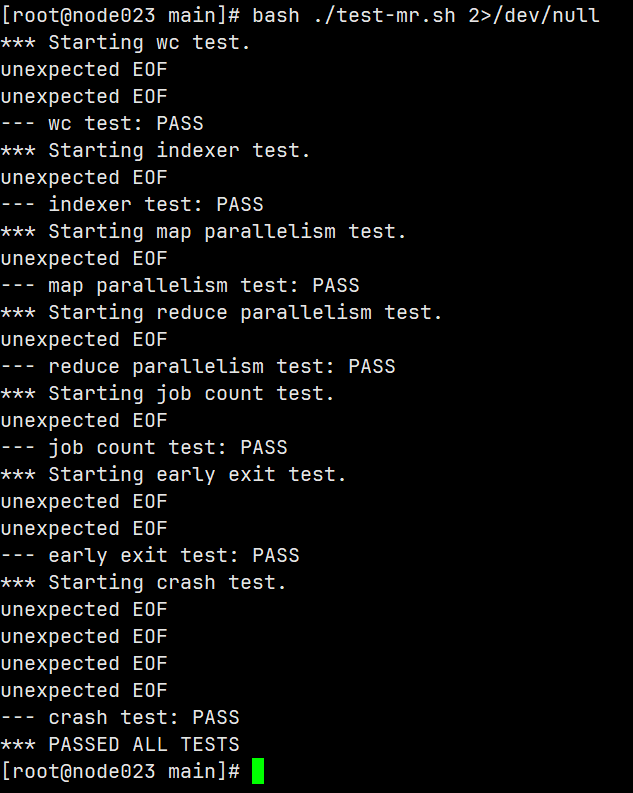 [root@node023 main]# bash ./test-mr.sh 2>/dev/null
*** Starting wc test.
unexpected EOF
unexpected EOF
--- wc test: PASS
*** Starting indexer test.
unexpected EOF
--- indexer test: PASS
*** Starting map parallelism test.
unexpected EOF
--- map parallelism test: PASS
*** Starting reduce parallelism test.
unexpected EOF
--- reduce parallelism test: PASS
*** Starting job count test.
unexpected EOF
--- job count test: PASS
*** Starting early exit test.
unexpected EOF
unexpected EOF
--- early exit test: PASS
*** Starting crash test.
unexpected EOF
unexpected EOF
unexpected EOF
unexpected EOF
--- crash test: PASS
*** PASSED ALL TESTS
[root@node023 main]#